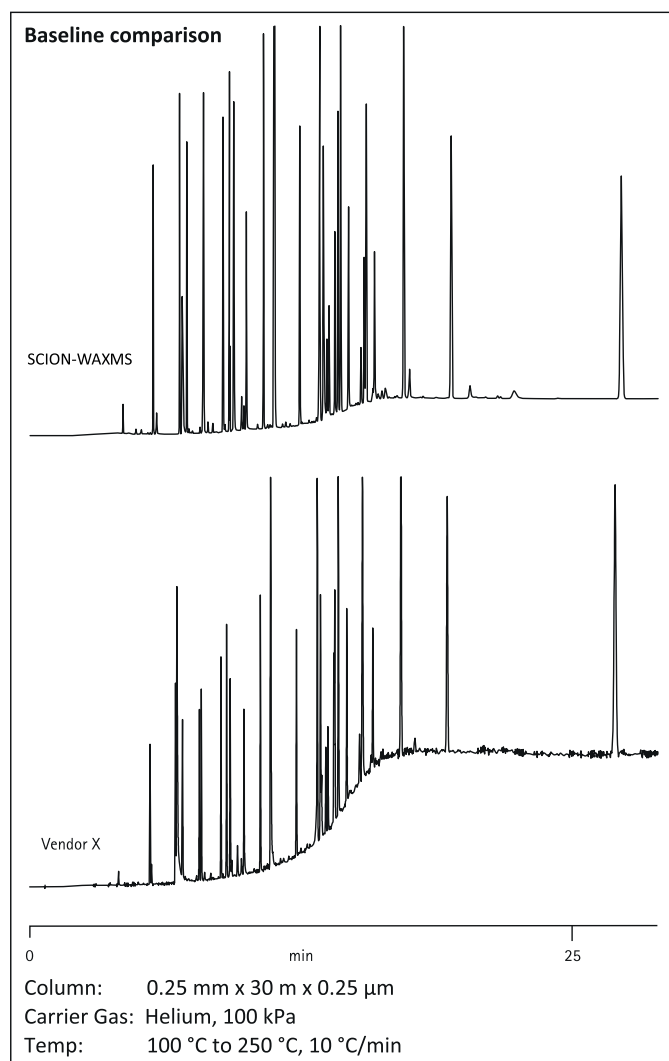 Baseline comparison
SCION-WAXMS
Vendor X
0 min 25
Column: 0.25 mm x 30 m x 0.25 µm
Carrier Gas: Helium, 100 kPa
Temp: 100 °C to 250 °C, 10 °C/min